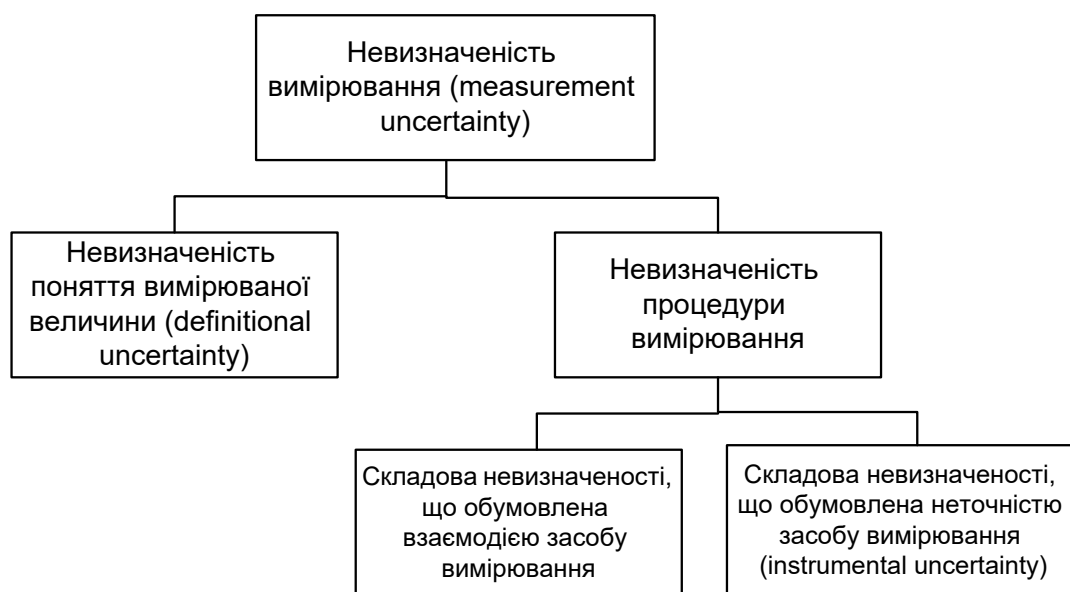 Невизначеність
вимірювання (measurement
uncertainty)
Невизначеність
поняття вимірюваної
величини (definitional
uncertainty)
Невизначеність
процедури
вимірювання
Складова невизначеності,
що обумовлена
взаємодією засобу
вимірювання
Складова невизначеності,
що обумовлена неточністю
засобу вимірювання
(instrumental uncertainty)